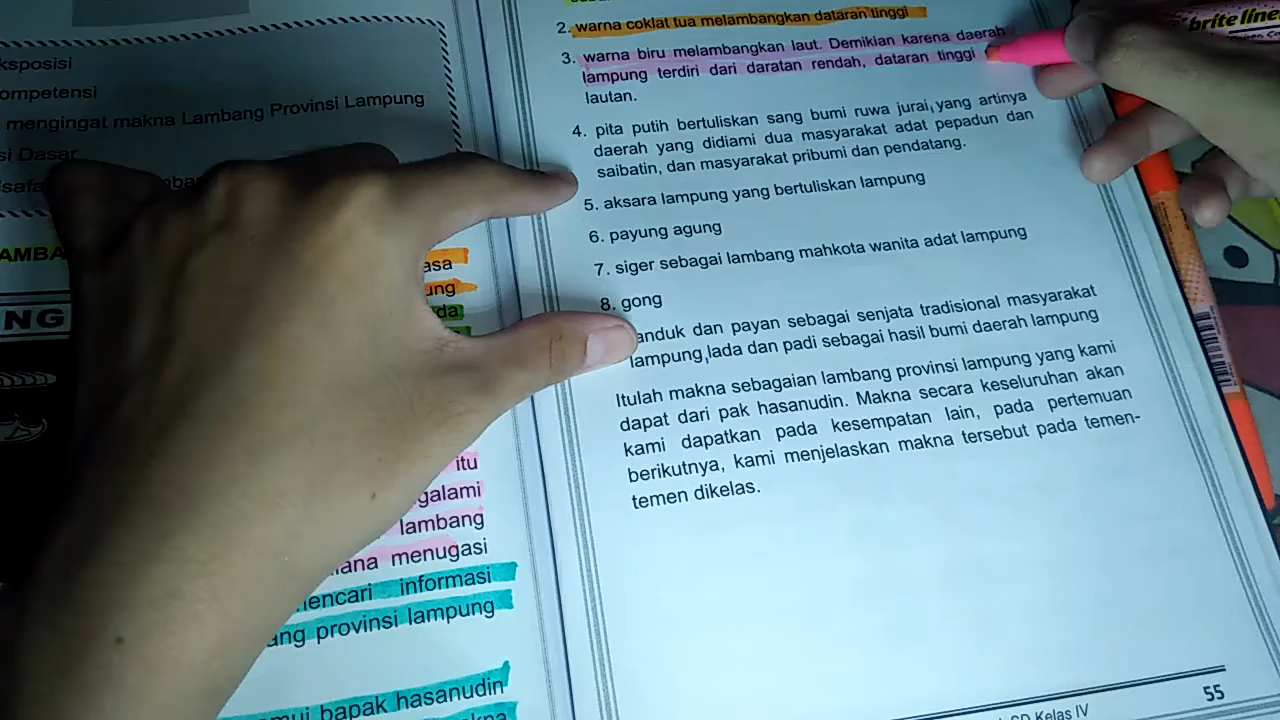 ksposisi
ompetensi
mengingat makna Lambang Provinsi Lampung
si Dasar
AMBA
NG
asa
ung
da
itu
galami
lambang
ana menugasi
encari informasi
ang provinsi lampung
mui bapak hasanudin
2. warna coklat tua melambangkan dataran tinggi
3. warna biru melambangkan laut. Demikian karena daerah
lampung terdiri dari daratan rendah, dataran tinggi
lautan.
4. pita putih bertuliskan sang bumi ruwa jurai,yang artinya
daerah yang didiami dua masyarakat adat pepadun dan
saibatin, dan masyarakat pribumi dan pendatang.
5. aksara lampung yang bertuliskan lampung
6. payung agung
7. siger sebagai lambang mahkota wanita adat lampung
8. gong
anduk dan payan sebagai senjata tradisional masyarakat
lampung,lada dan padi sebagai hasil bumi daerah lampung
Itulah makna sebagaian lambang provinsi lampung yang kami
dapat dari pak hasanudin. Makna secara keseluruhan akan
kami dapatkan pada kesempatan lain, pada pertemuan
berikutnya, kami menjelaskan makna tersebut pada temen-
temen dikelas.
55
SD Kelas IV
brite liner